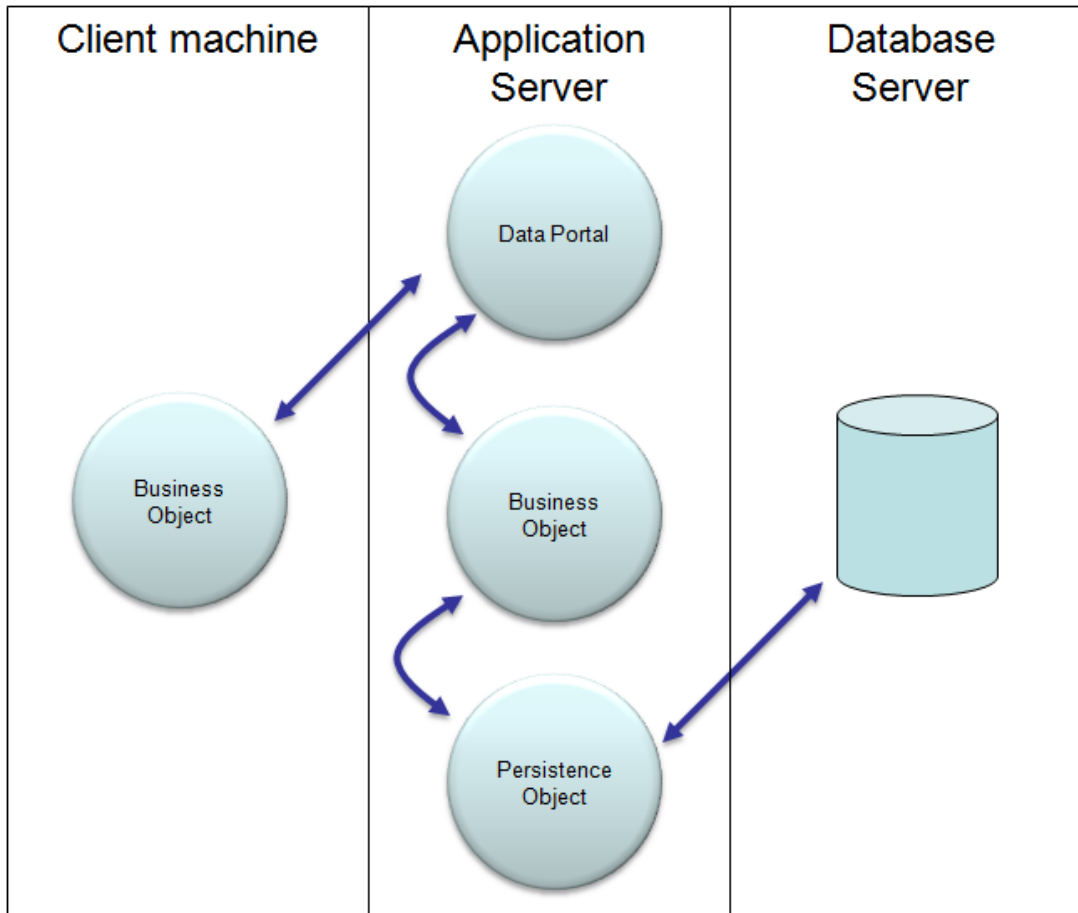 Client machine
Application
Server
Database
Server
Data Portal
Business
Object
Business
Object
Persistence
Object